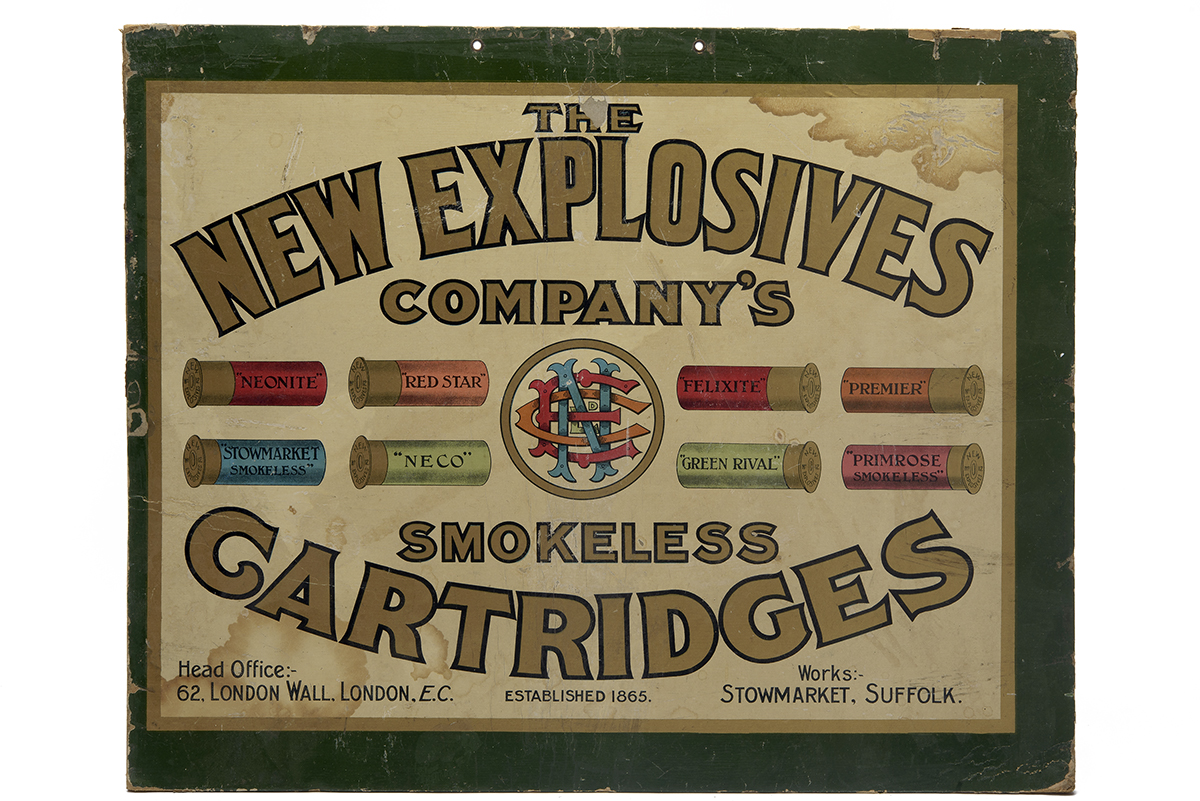 THE
NEW EXPLOSIVES
COMPANY'S
"NEONITE" "RED STAR" "FELIXITE" "PREMIER"
"STOWMARKET SMOKELESS" "NECO" "GREEN RIVAL" "PRIMROSE SMOKELESS"
SMOKELESS
CARTRIDGES
Head Office:-
62, LONDON WALL, LONDON, E.C.
ESTABLISHED 1865.
Works:-
STOWMARKET, SUFFOLK.